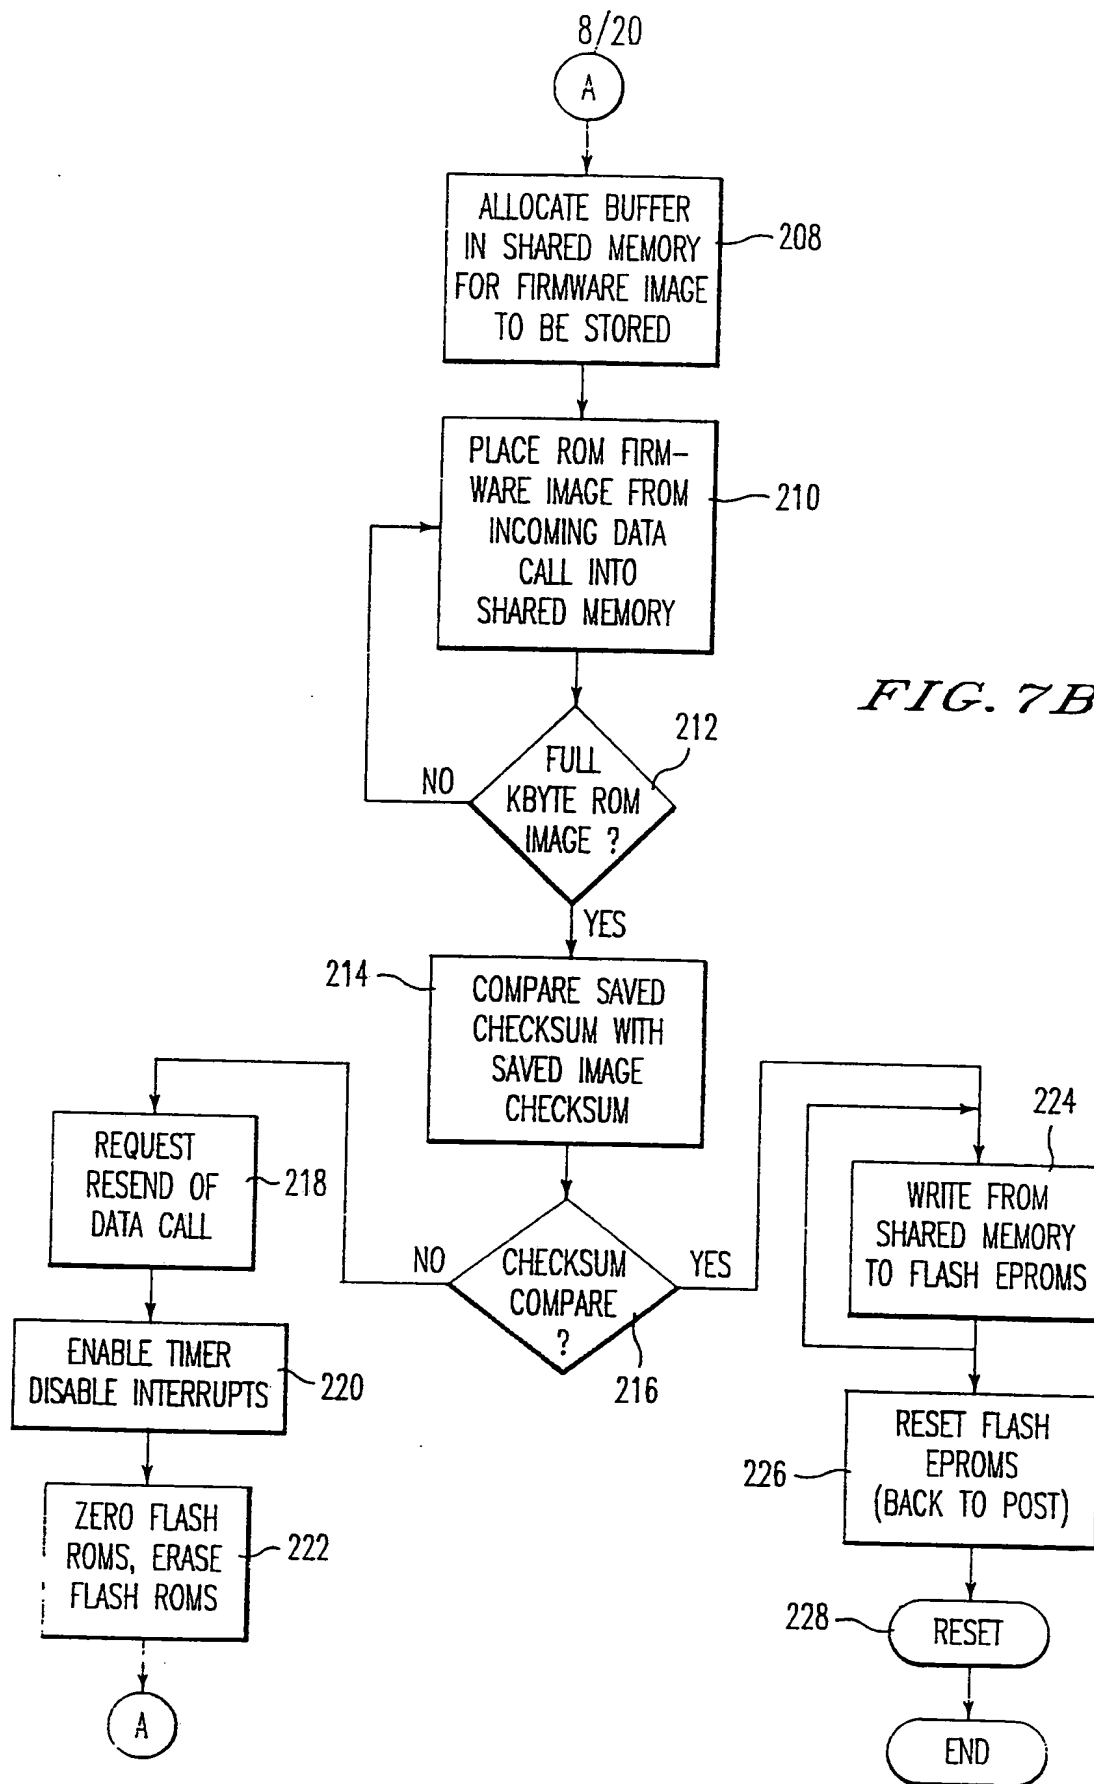 8/20
A
ALLOCATE BUFFER
IN SHARED MEMORY
FOR FIRMWARE IMAGE
TO BE STORED
208
PLACE ROM FIRM-
WARE IMAGE FROM
INCOMING DATA
CALL INTO
SHARED MEMORY
210
FIG. 7B
212
FULL
KBYTE ROM
IMAGE ?
NO
YES
214
COMPARE SAVED
CHECKSUM WITH
SAVED IMAGE
CHECKSUM
CHECKSUM
COMPARE
?
216
NO
YES
REQUEST
RESEND OF
DATA CALL
218
ENABLE TIMER
DISABLE INTERRUPTS
220
ZERO FLASH
ROMS, ERASE
FLASH ROMS
222
A
224
WRITE FROM
SHARED MEMORY
TO FLASH EPROMS
226
RESET FLASH
EPROMS
(BACK TO POST)
228
RESET
END